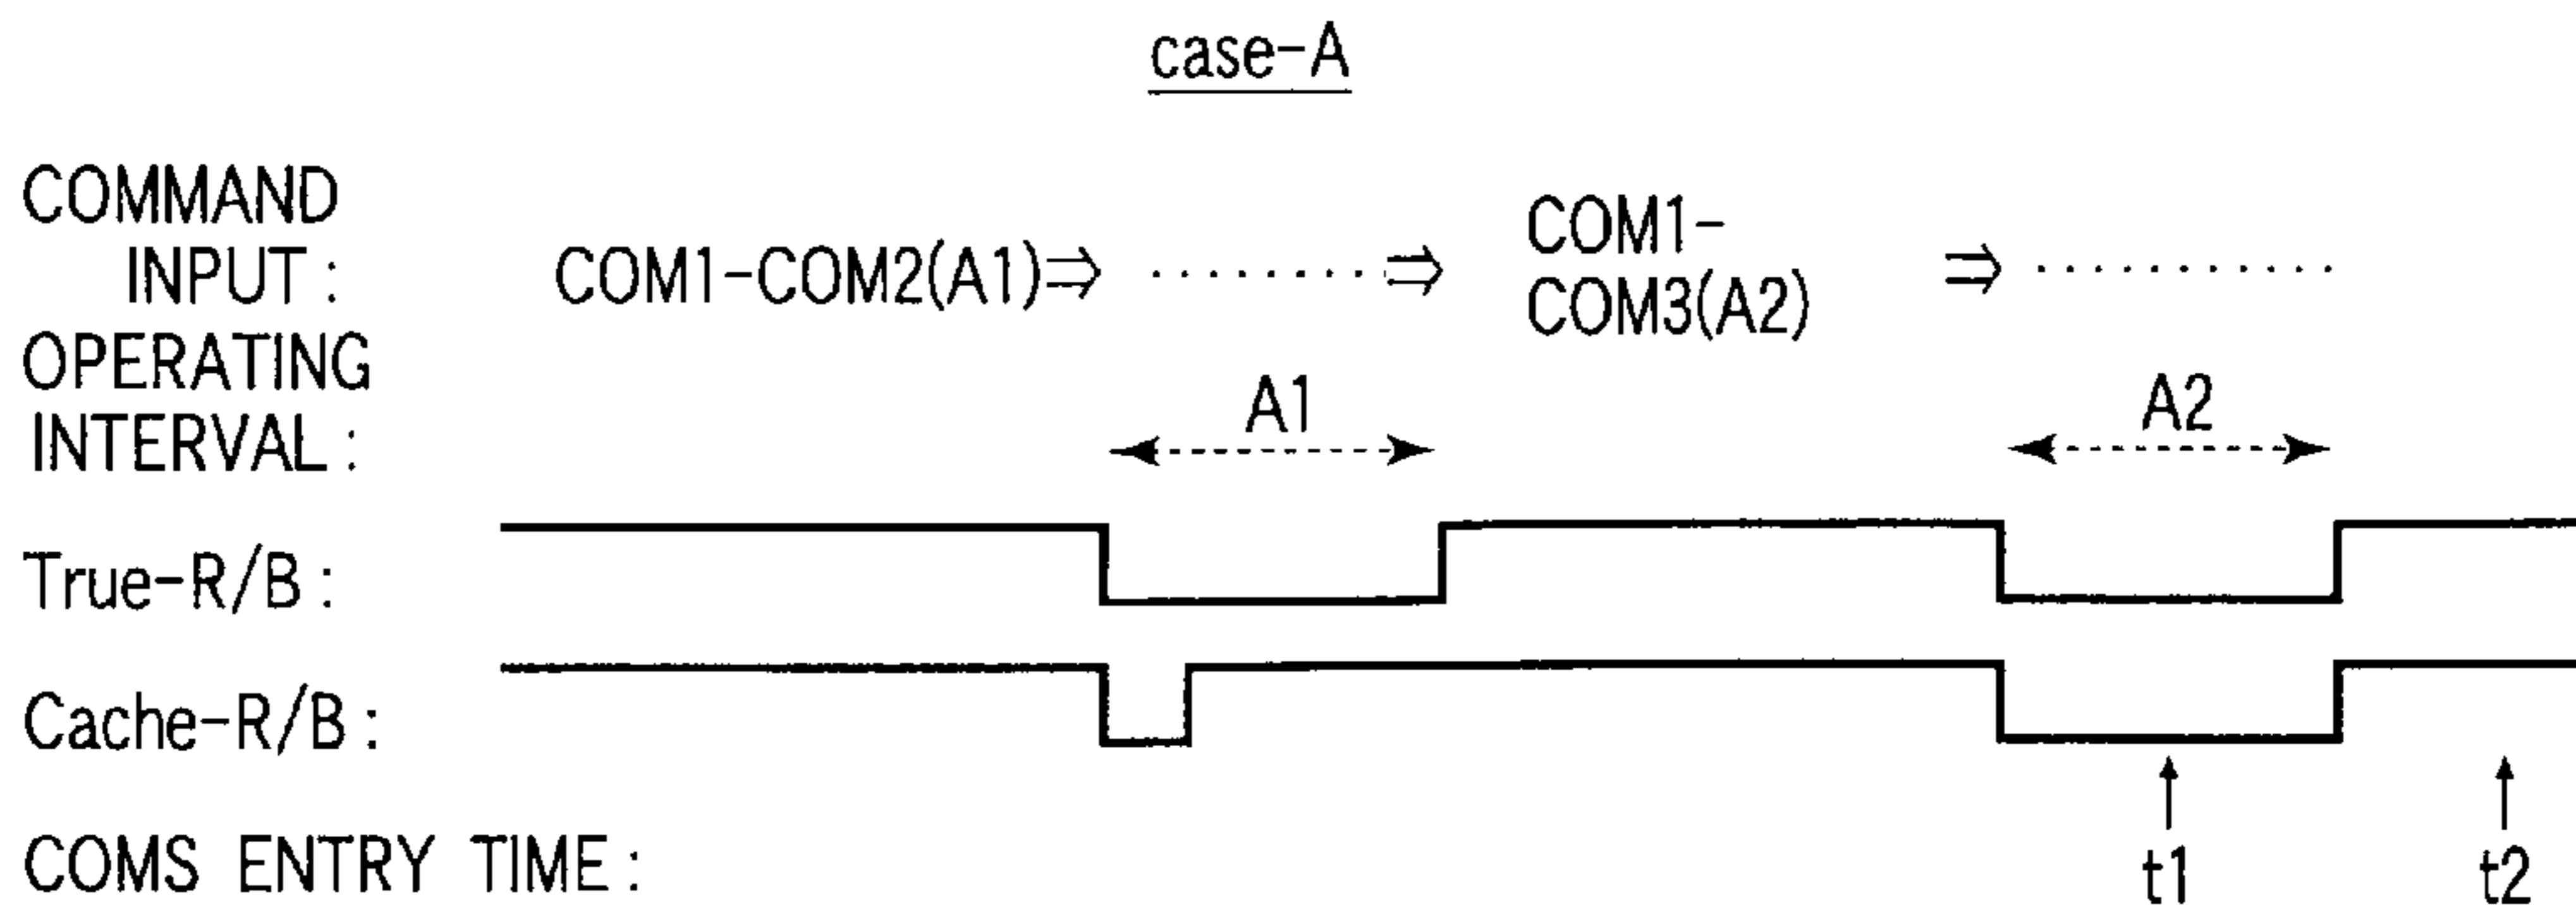 case-A
COMMAND
INPUT :
COM1-COM2(A1)⇒ ········⇒ COM1- ⇒ ···········
COM3(A2)
OPERATING
INTERVAL :
A1 A2
True-R/B :
Cache-R/B :
COMS ENTRY TIME : t1 t2